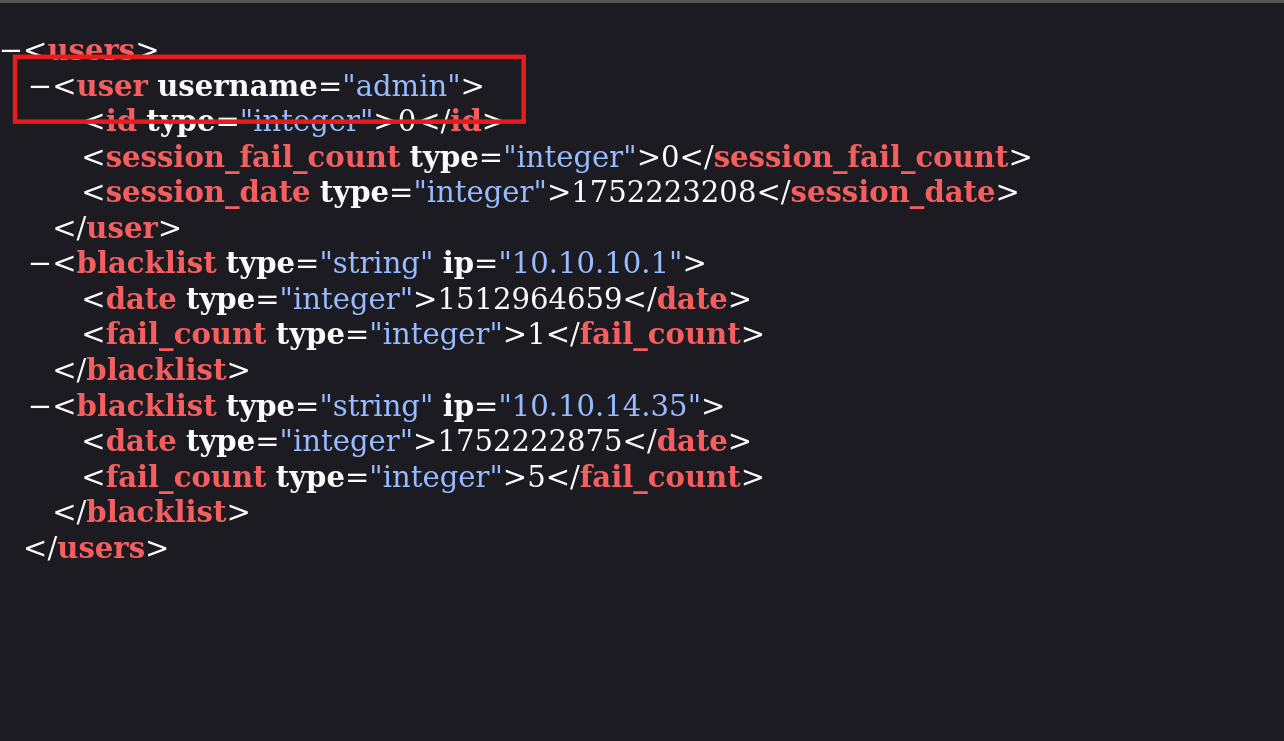 −<users>
−<user username="admin">
<id type="integer">0</id>
<session_fail_count type="integer">0</session_fail_count>
<session_date type="integer">1752223208</session_date>
</user>
−<blacklist type="string" ip="10.10.10.1">
<date type="integer">1512964659</date>
<fail_count type="integer">1</fail_count>
</blacklist>
−<blacklist type="string" ip="10.10.14.35">
<date type="integer">1752222875</date>
<fail_count type="integer">5</fail_count>
</blacklist>
</users>